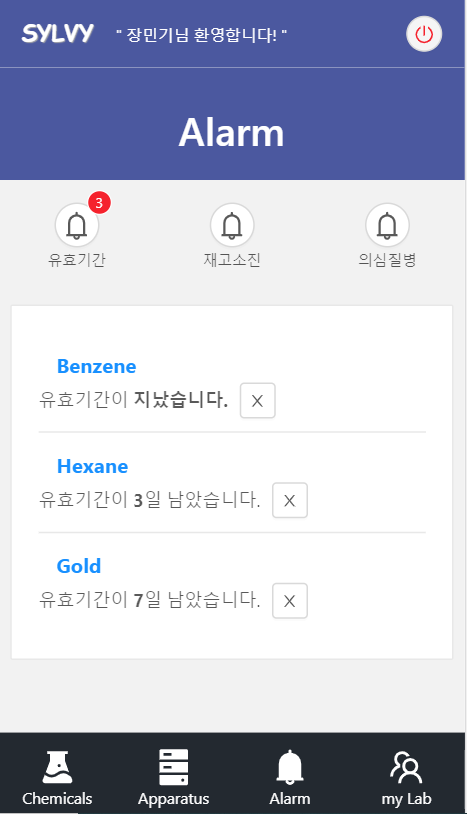 SYLVY " 장민기님 환영합니다! "
Alarm
3
유효기간 재고소진 의심질병
Benzene
유효기간이 지났습니다. X
Hexane
유효기간이 3일 남았습니다. X
Gold
유효기간이 7일 남았습니다. X
Chemicals Apparatus Alarm my Lab